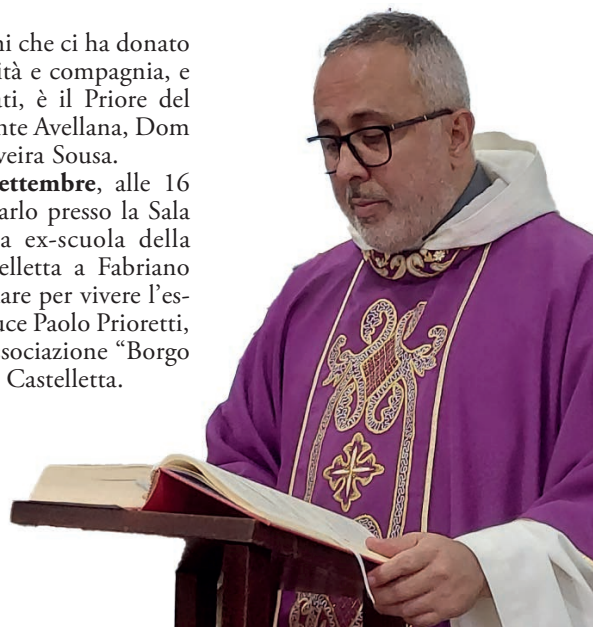 ni che ci ha donato
ità e compagnia, e
ti, è il Priore del
nte Avellana, Dom
veira Sousa.
ettembre, alle 16
arlo presso la Sala
a ex-scuola della
elletta a Fabriano
are per vivere l'es-
uce Paolo Prioretti,
ssociazione “Borgo
Castelletta.